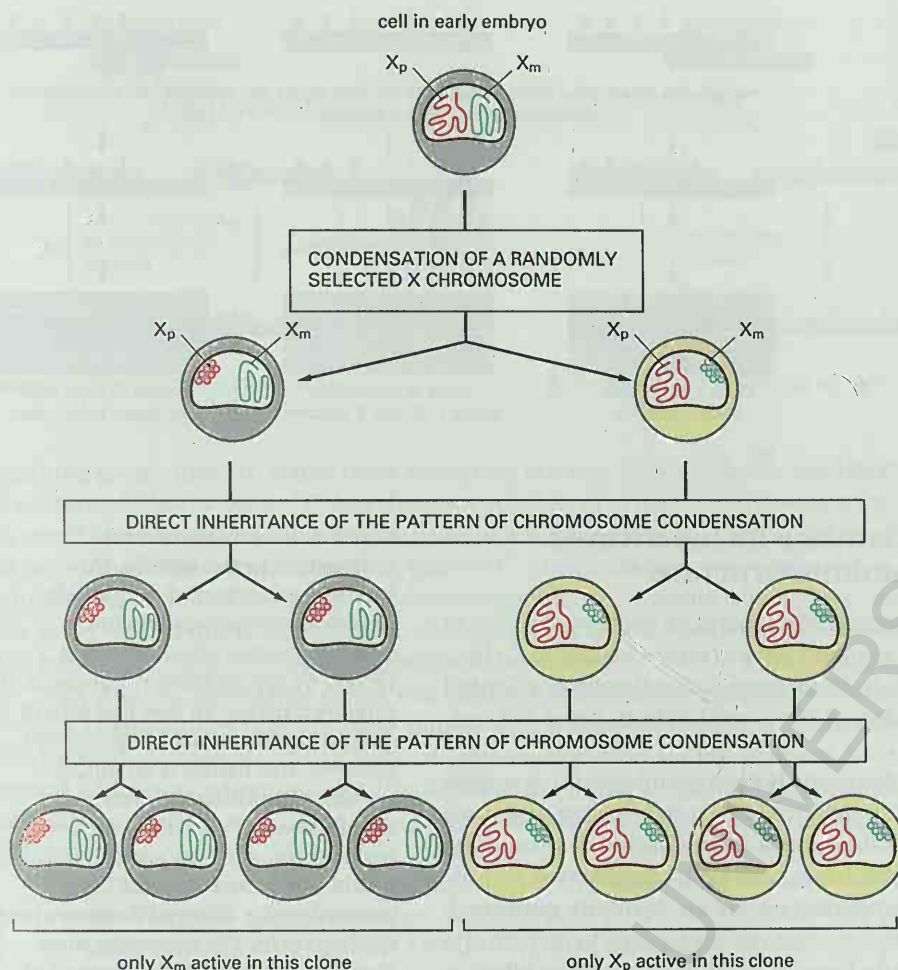 cell in early embryo
Xp Xm
CONDENSATION OF A RANDOMLY
SELECTED X CHROMOSOME
Xp Xm
Xp Xm
DIRECT INHERITANCE OF THE PATTERN OF CHROMOSOME CONDENSATION
DIRECT INHERITANCE OF THE PATTERN OF CHROMOSOME CONDENSATION
only Xm active in this clone
only Xp active in this clone
UNIVERS